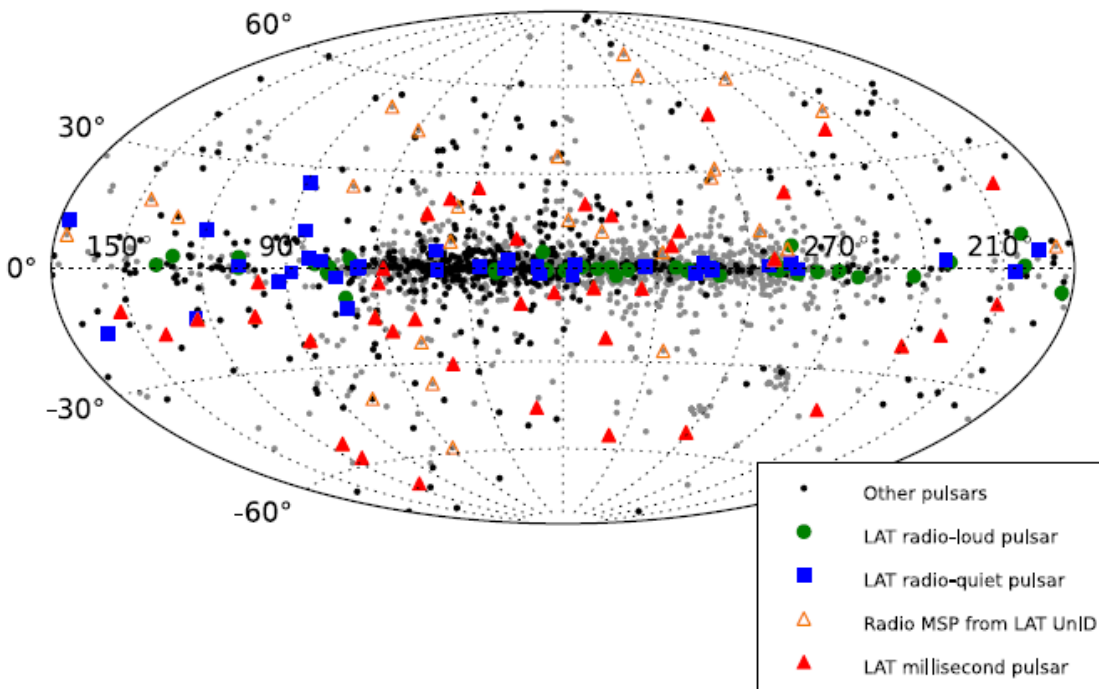 60°
30°
150° 90° 270° 210°
0°
-30°
-60°
Other pulsars
LAT radio-loud pulsar
LAT radio-quiet pulsar
Radio MSP from LAT UnID
LAT millisecond pulsar